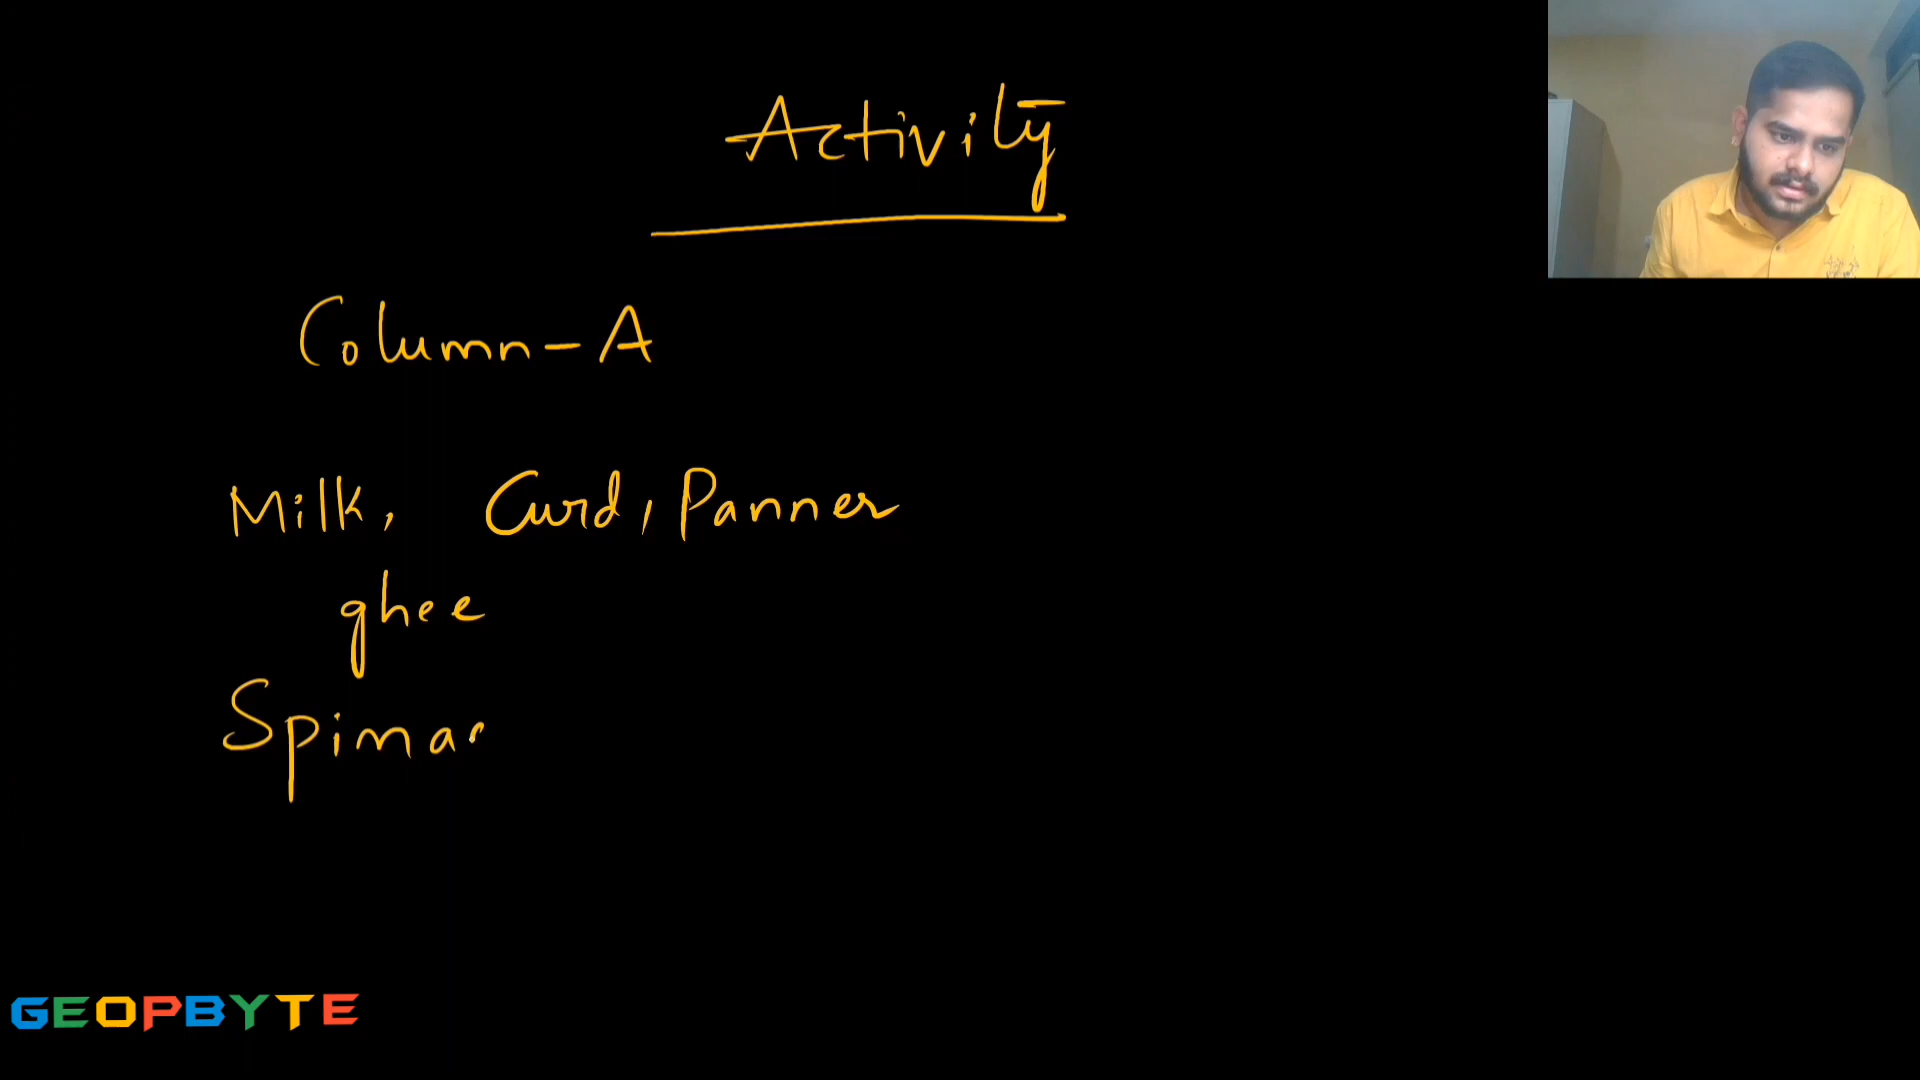 Activity
Column-A
Milk, Curd, Panner
ghee
Spinac
GEOPBYTE